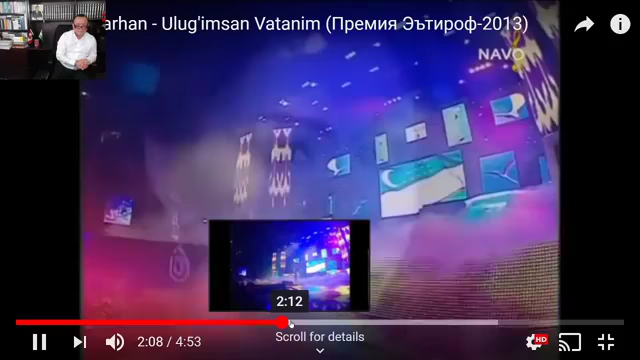 arhan - Ulug'imsan Vatanim (Премия Эътироф-2013)
NAVO
2:12
2:08 / 4:53
HD
Scroll for details